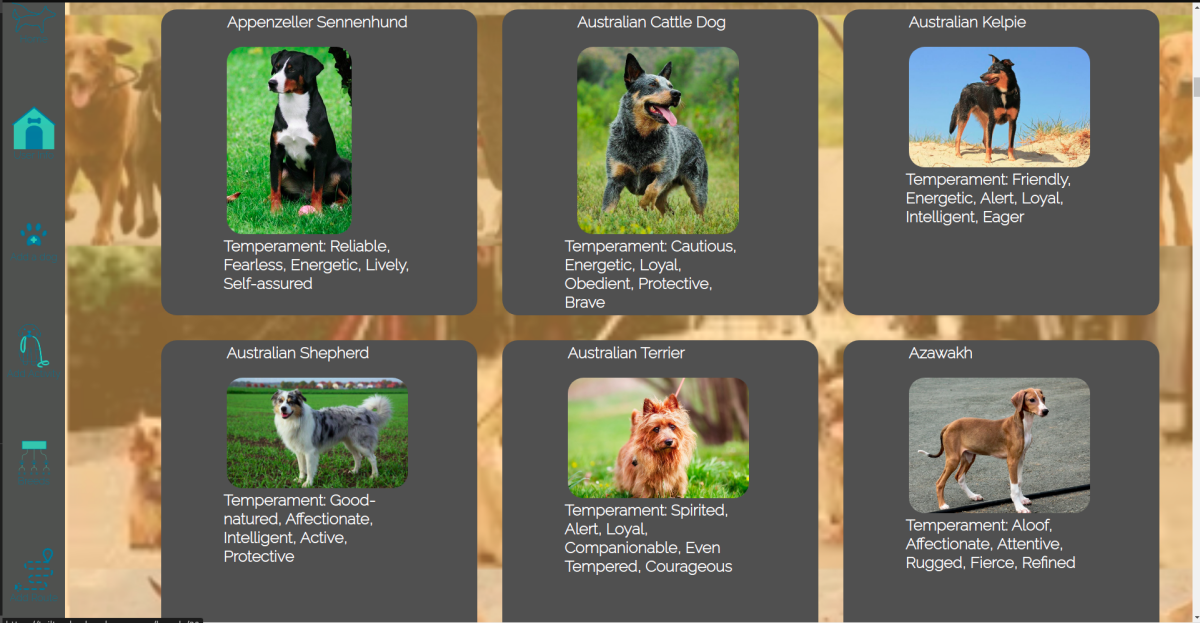 Appenzeller Sennenhund
Temperament: Reliable,
Fearless, Energetic, Lively,
Self-assured
Australian Cattle Dog
Temperament: Cautious,
Energetic, Loyal,
Obedient, Protective,
Brave
Australian Kelpie
Temperament: Friendly,
Energetic, Alert, Loyal,
Intelligent, Eager
Australian Shepherd
Temperament: Good-
natured, Affectionate,
Intelligent, Active,
Protective
Australian Terrier
Temperament: Spirited,
Alert, Loyal,
Companionable, Even
Tempered, Courageous
Azawakh
Temperament: Aloof,
Affectionate, Attentive,
Rugged, Fierce, Refined